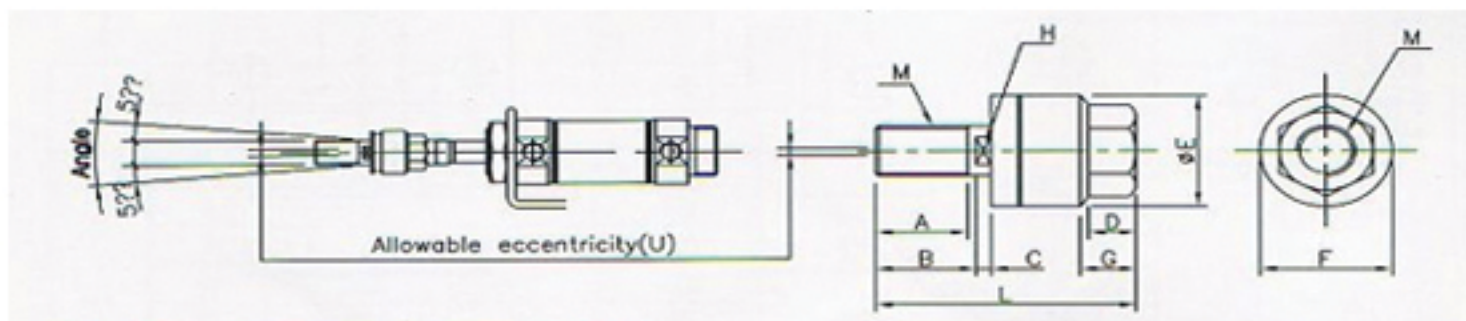 5??
Angle
5??
Allowable eccentricity(U)
M
H
A
B
C
D
G
L
øE
M
F